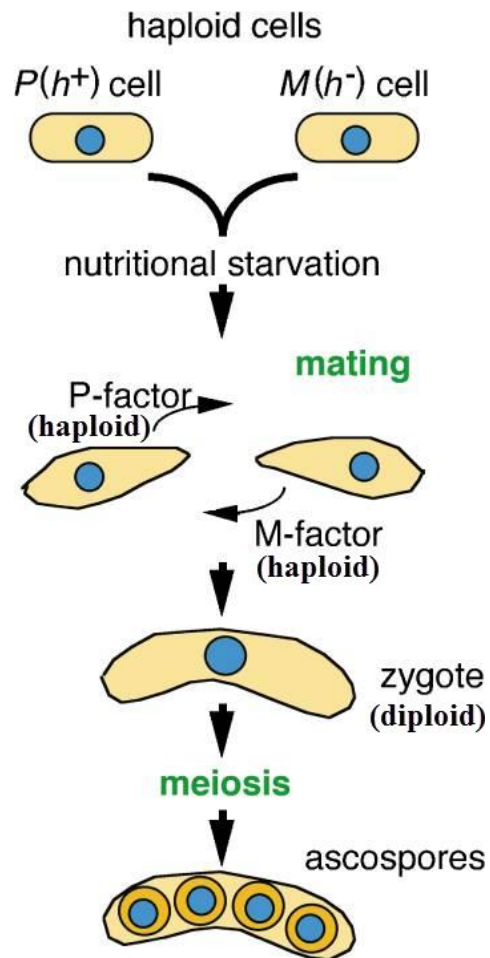 haploid cells
P(h+) cell
M(h-) cell
nutritional starvation
mating
P-factor
(haploid)
M-factor
(haploid)
zygote
(diploid)
meiosis
ascospores